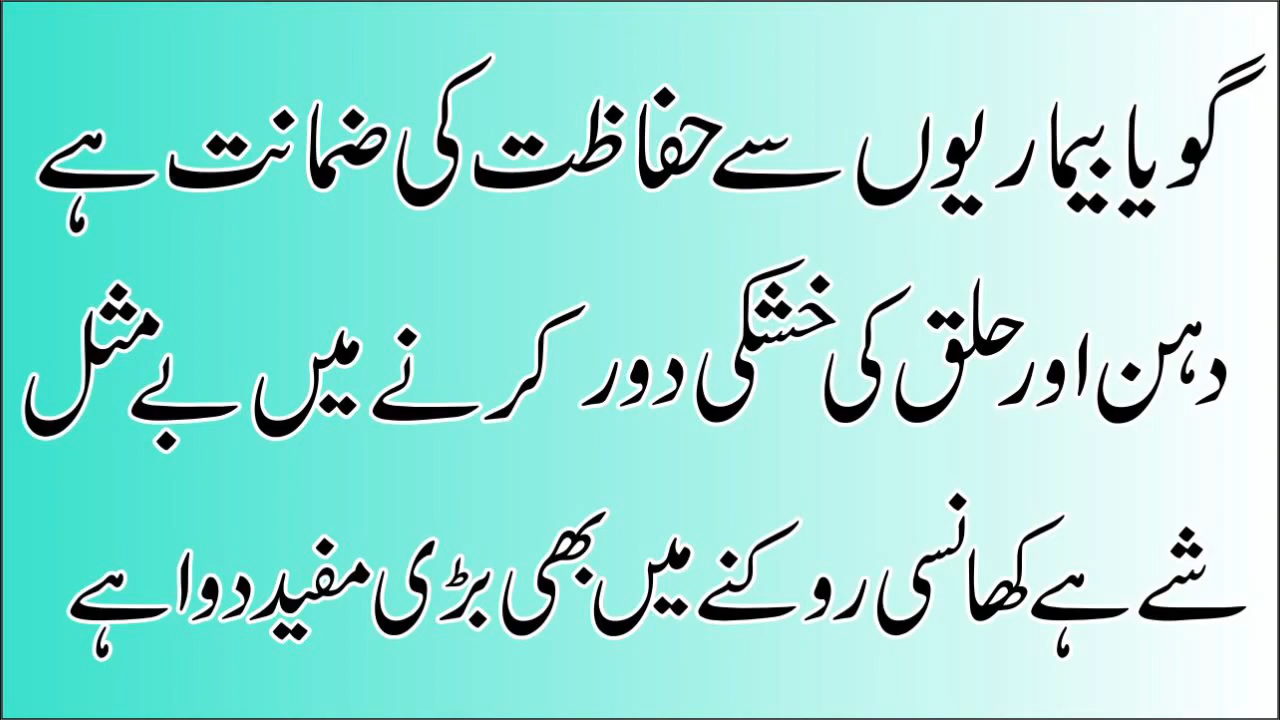 گویا بیماریوں سے حفاظت کی ضمانت ہے
دہن اور حلق کی خشکی دور کرنے میں بے مثل
شے ہے کھانسی روکنے میں بھی بڑی مفید دوا ہے